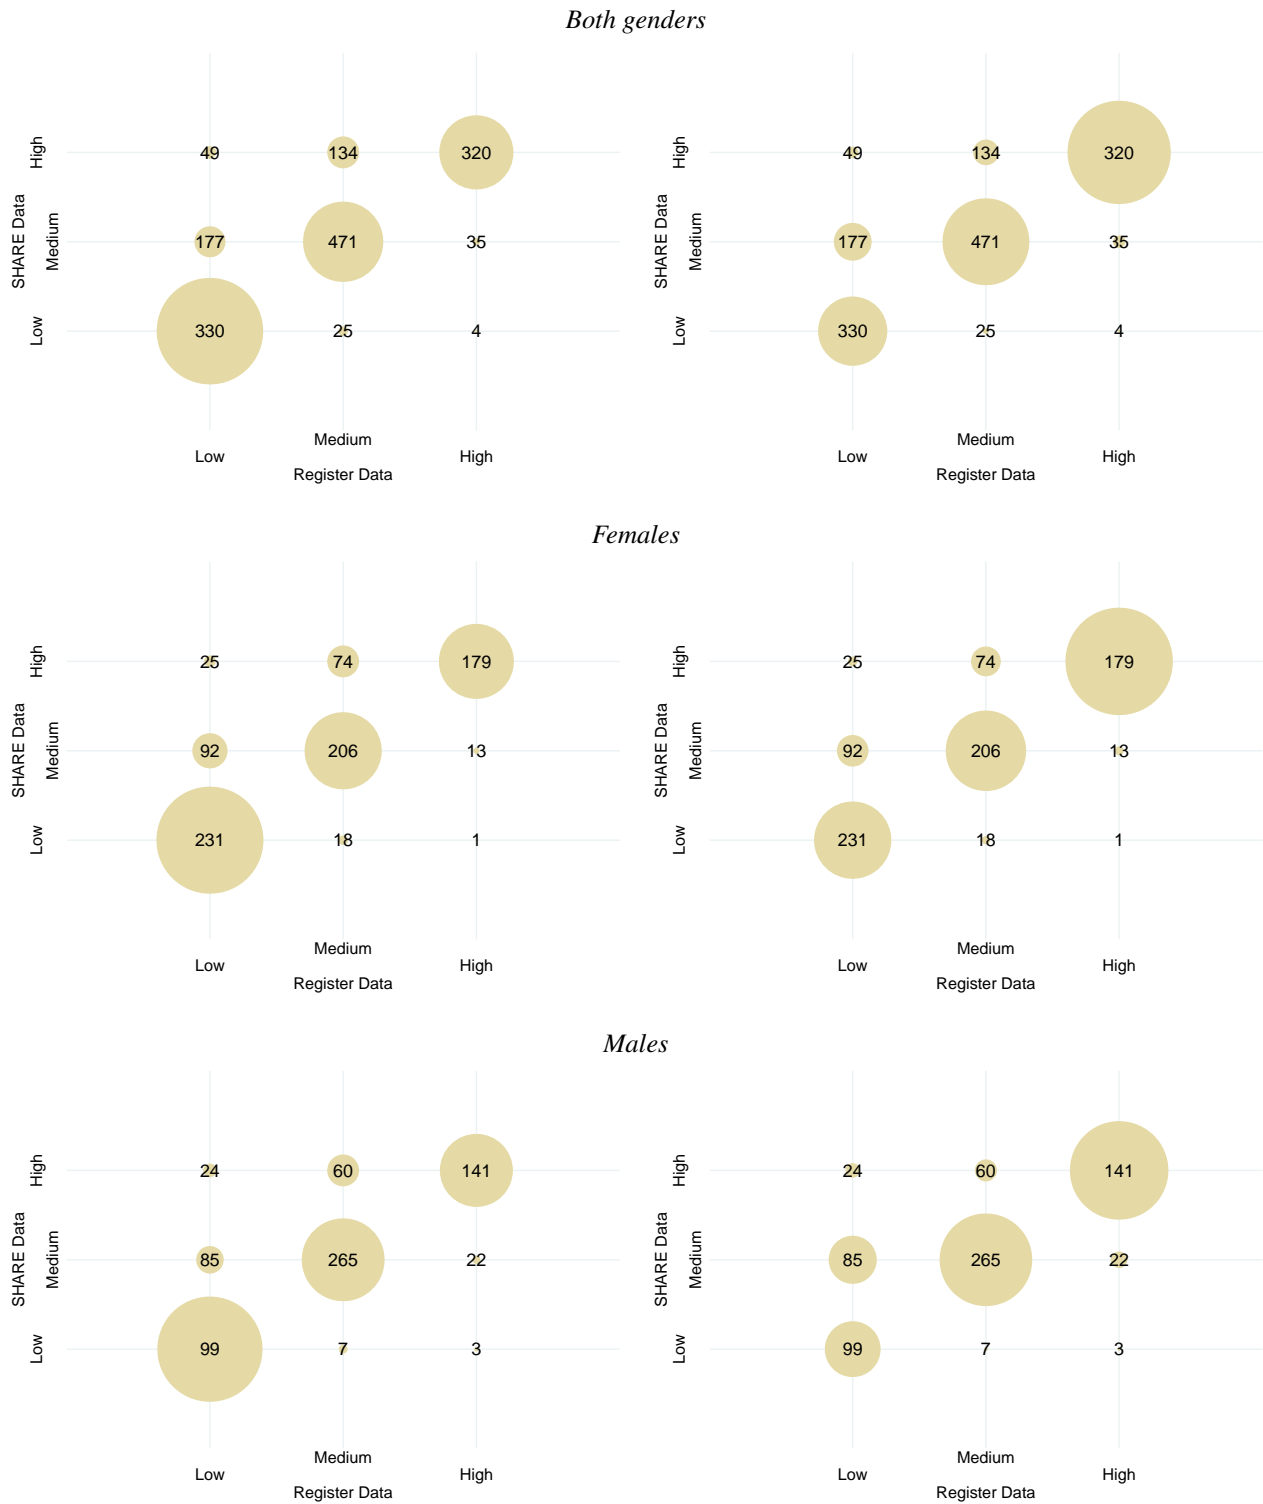 Both genders
SHARE Data
High
Medium
Low
49 134 320
177 471 35
330 25 4
Low Medium High
Register Data
SHARE Data
High
Medium
Low
49 134 320
177 471 35
330 25 4
Low Medium High
Register Data
Females
SHARE Data
High
Medium
Low
25 74 179
92 206 13
231 18 1
Low Medium High
Register Data
SHARE Data
High
Medium
Low
25 74 179
92 206 13
231 18 1
Low Medium High
Register Data
Males
SHARE Data
High
Medium
Low
24 60 141
85 265 22
99 7 3
Low Medium High
Register Data
SHARE Data
High
Medium
Low
24 60 141
85 265 22
99 7 3
Low Medium High
Register Data